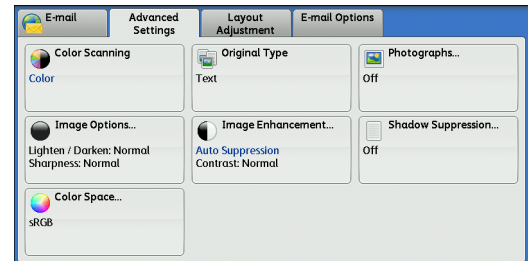 E-mail
Advanced
Settings
Layout
Adjustment
E-mail Options
Color Scanning
Color
Original Type
Text
Photographs...
Off
Image Options...
Lighten / Darken: Normal
Sharpness: Normal
Image Enhancement...
Auto Suppression
Contrast: Normal
Shadow Suppression...
Off
Color Space...
sRGB